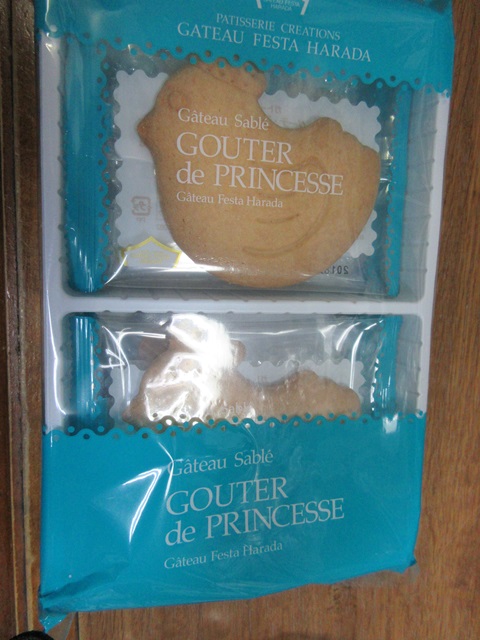 PATISSERIE CREATIONS
GATEAU FESTA HARADA
Gâteau Sablé
GOUTER
de PRINCESSE
Gâteau Festa Harada
Gâteau Sablé
GOUTER
de PRINCESSE
Gâteau Festa Harada